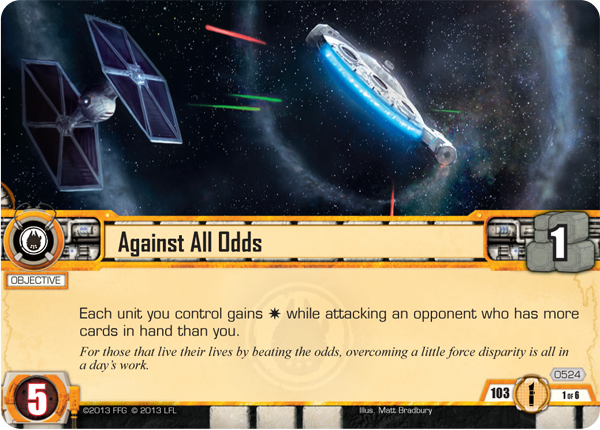 Against All Odds
1
OBJECTIVE
Each unit you control gains ✷ while attacking an opponent who has more
cards in hand than you.
For those that live their lives by beating the odds, overcoming a little force disparity is all in
a day's work.
0524
5
103
1 OF 6
©2013 FFG © 2013 LFL
Illus. Matt Bradbury